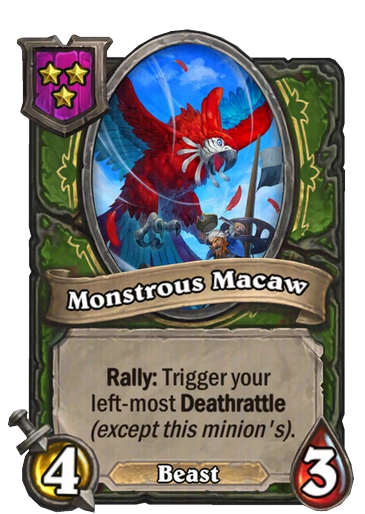 Monstrous Macaw
Rally: Trigger your
left-most Deathrattle
(except this minion's).
4
Beast
3